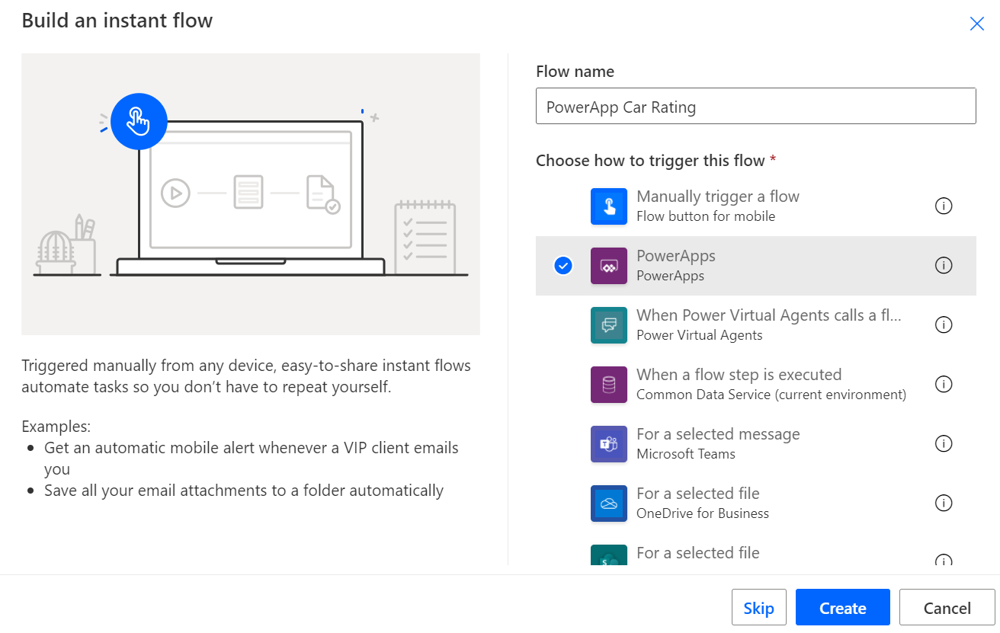 Build an instant flow
Triggered manually from any device, easy-to-share instant flows
automate tasks so you don’t have to repeat yourself.
Examples:
Get an automatic mobile alert whenever a VIP client emails
you
Save all your email attachments to a folder automatically
Flow name
PowerApp Car Rating
Choose how to trigger this flow *
Manually trigger a flow
Flow button for mobile
PowerApps
PowerApps
When Power Virtual Agents calls a fl...
Power Virtual Agents
When a flow step is executed
Common Data Service (current environment)
For a selected message
Microsoft Teams
For a selected file
OneDrive for Business
For a selected file
Skip
Create
Cancel